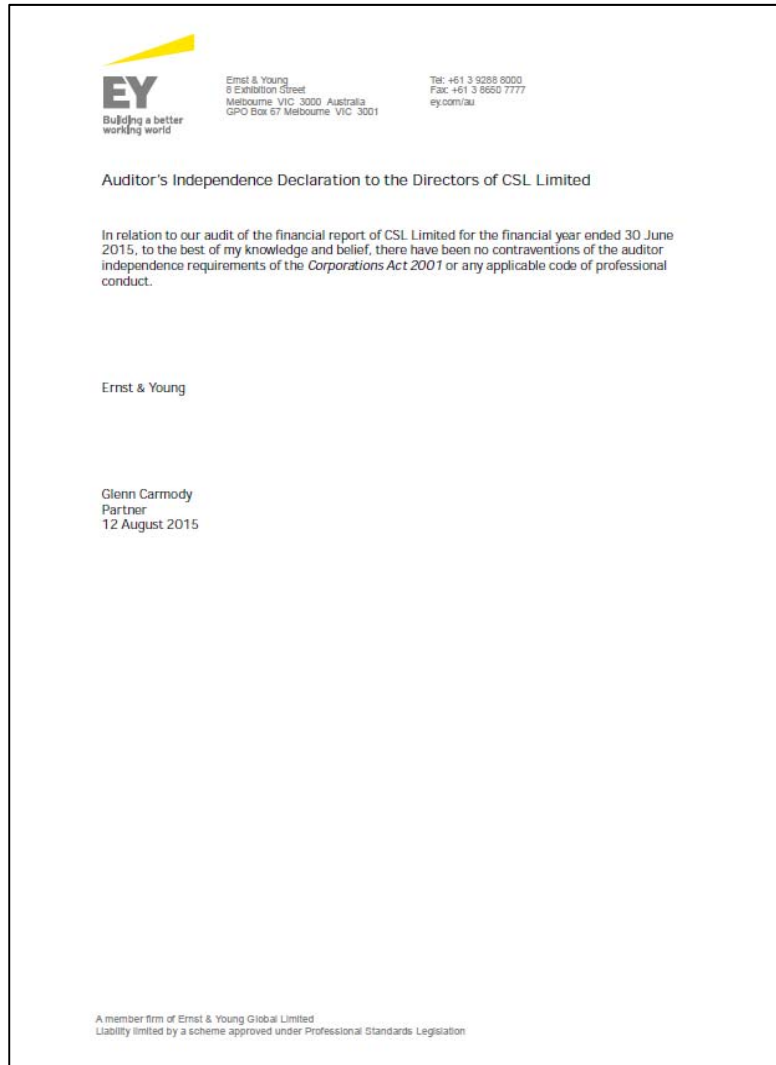 EY
Building a better
working world
Ernst & Young
8 Exhibition Street
Melbourne VIC 3000 Australia
GPO Box 67 Melbourne VIC 3001
Tel: +61 3 9288 8000
Fax: +61 3 8650 7777
ey.com/au
Auditor's Independence Declaration to the Directors of CSL Limited
In relation to our audit of the financial report of CSL Limited for the financial year ended 30 June
2015, to the best of my knowledge and belief, there have been no contraventions of the auditor
independence requirements of the Corporations Act 2001 or any applicable code of professional
conduct.
Ernst & Young
Glenn Carmody
Partner
12 August 2015
A member firm of Ernst & Young Global Limited
Liability limited by a scheme approved under Professional Standards Legislation